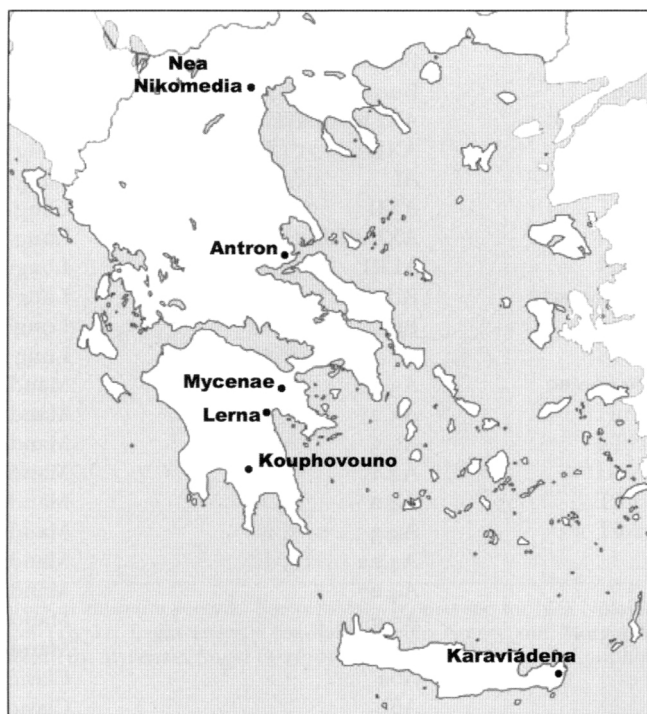 Nea
Nikomedia
Antron
Mycenae
Lerna
Kouphovouno
Karaviádena